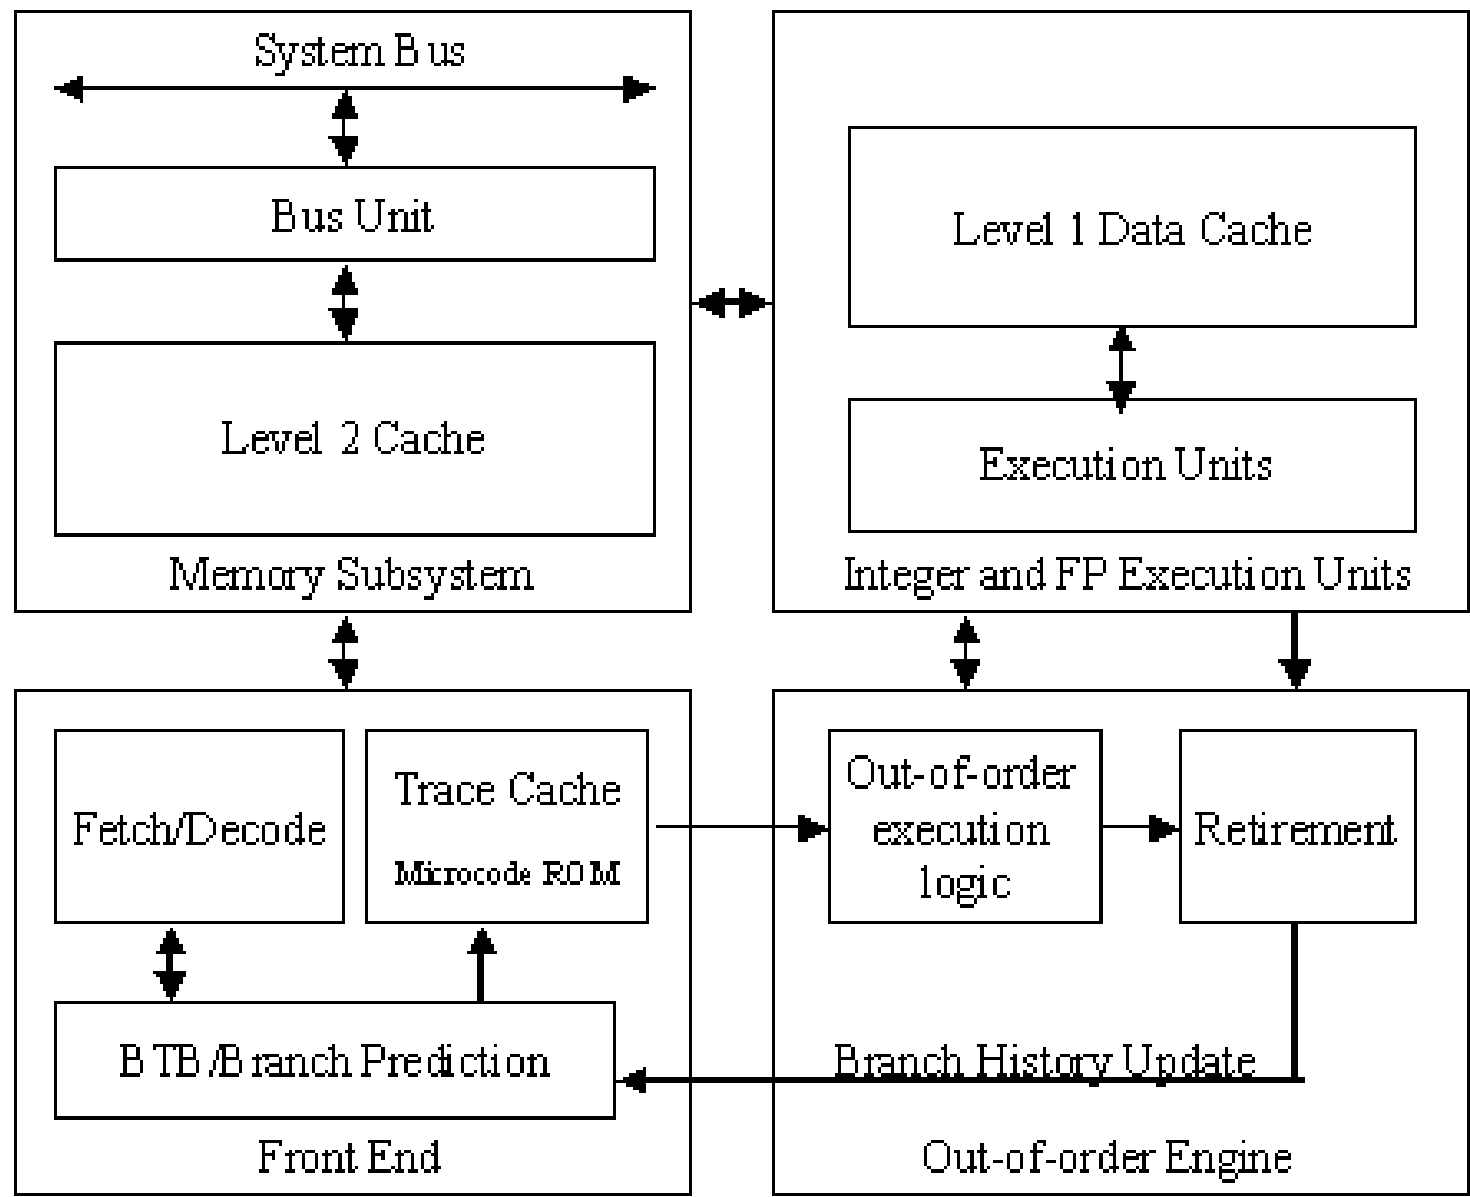 System Bus
Bus Unit
Level 2 Cache
Memory Subsystem
Level 1 Data Cache
Execution Units
Integer and FP Execution Units
Fetch/Decode
Trace Cache
Microcode ROM
BTB/Branch Prediction
Front End
Out-of-order
execution
logic
Retirement
Branch History Update
Out-of-order Engine